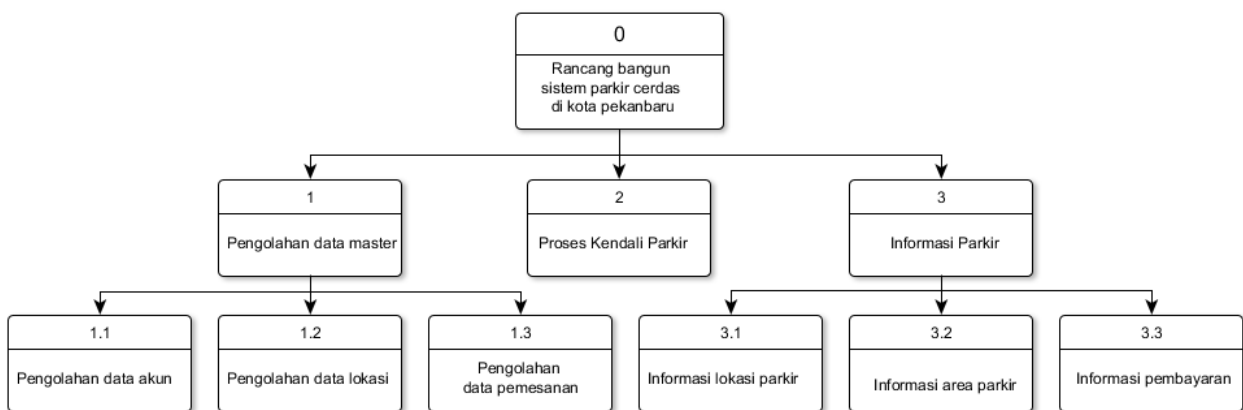 0
Rancang bangun
sistem parkir cerdas
di kota pekanbaru
1
Pengolahan data master
2
Proses Kendali Parkir
3
Informasi Parkir
1.1
Pengolahan data akun
1.2
Pengolahan data lokasi
1.3
Pengolahan
data pemesanan
3.1
Informasi lokasi parkir
3.2
Informasi area parkir
3.3
Informasi pembayaran